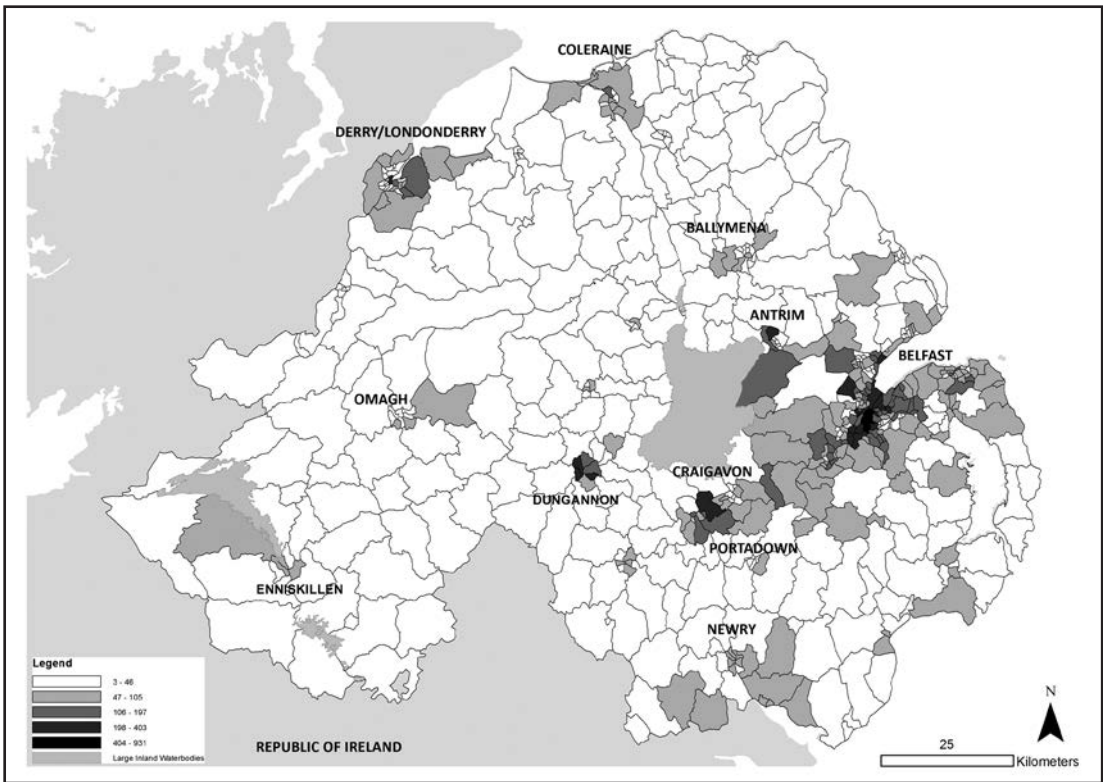 COLERAINE
DERRY/LONDONDERRY
BALLYMENA
ANTRIM
BELFAST
OMAGH
CRAIGAVON
DUNGANNON
PORTADOWN
ENNISKILLEN
NEWRY
Legend
3 - 46
47 - 105
106 - 197
198 - 403
404 - 931
Large Inland Waterbodies
REPUBLIC OF IRELAND
N
25
Kilometers